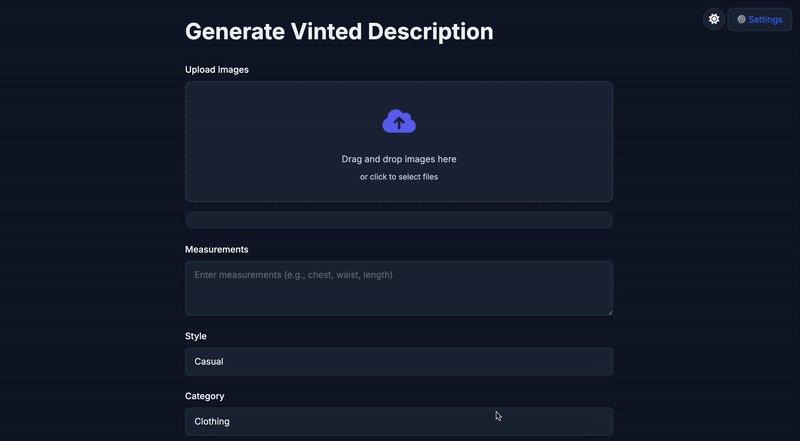 Settings
Generate Vinted Description
Upload Images
Drag and drop images here
or click to select files
Measurements
Enter measurements (e.g., chest, waist, length)
Style
Casual
Category
Clothing